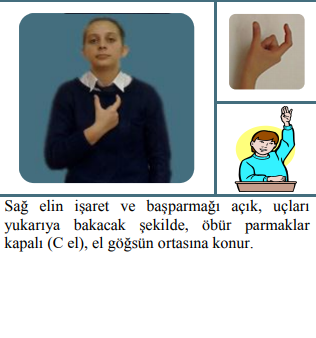 Sağ elin işaret ve başparmağı açık, uçları
yukarıya bakacak şekilde, öbür parmaklar
kapalı (C el), el göğsün ortasına konur.